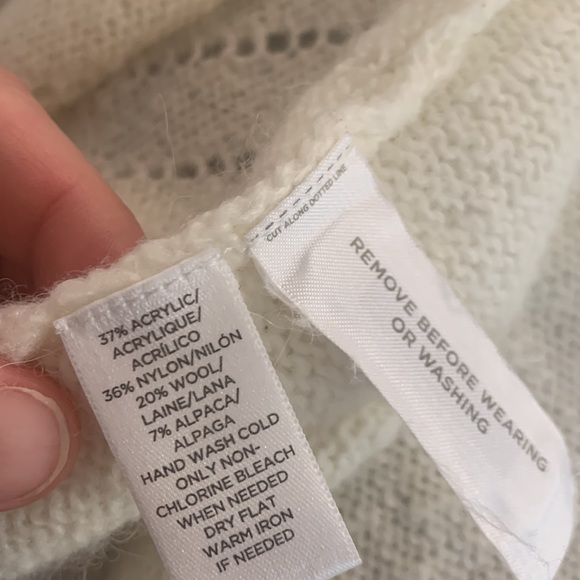 37% ACRYLIC/
ACRYLIQUE/
ACRÍLICO
36% NYLON/NILÓN
20% WOOL/
LAINE/LANA
7% ALPACA/
ALPAGA
HAND WASH COLD
ONLY NON-
CHLORINE BLEACH
WHEN NEEDED
DRY FLAT
WARM IRON
IF NEEDED
CUT ALONG DOTTED LINE
REMOVE BEFORE WEARING
OR WASHING